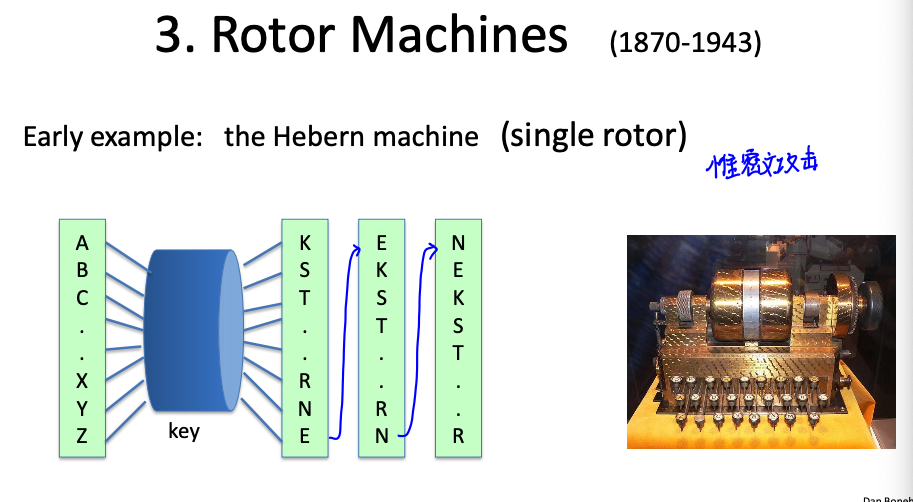 3. Rotor Machines (1870-1943)
Early example: the Hebern machine (single rotor)
惟密文攻击
A K E N
B S K E
C T S K
. . T S
. . . T
X R . .
Y N R .
Z E N R
key
Dan Boneh